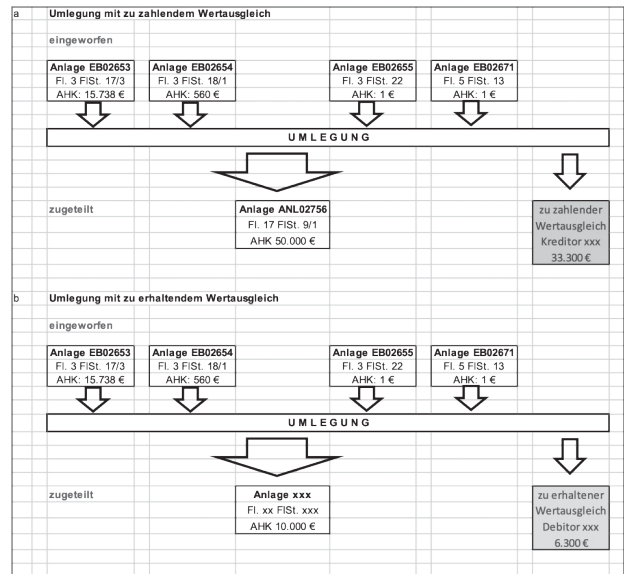 a Umlegung mit zu zahlendem Wertausgleich
eingeworfen
Anlage EB02653 Anlage EB02654 Anlage EB02655 Anlage EB02671
Fl. 3 FlSt. 17/3 Fl. 3 FlSt. 18/1 Fl. 3 FlSt. 22 Fl. 5 FlSt. 13
AHK: 15.738 € AHK: 560 € AHK: 1 € AHK: 1 €
UMLEGUNG
zugeteilt Anlage ANL02756 zu zahlender
Fl. 17 FlSt. 9/1 Wertausgleich
AHK 50.000 € Kreditor xxx
33.300 €
b Umlegung mit zu erhaltendem Wertausgleich
eingeworfen
Anlage EB02653 Anlage EB02654 Anlage EB02655 Anlage EB02671
Fl. 3 FlSt. 17/3 Fl. 3 FlSt. 18/1 Fl. 3 FlSt. 22 Fl. 5 FlSt. 13
AHK: 15.738 € AHK: 560 € AHK: 1 € AHK: 1 €
UMLEGUNG
zugeteilt Anlage xxx zu erhaltener
Fl. xx FlSt. xxx Wertausgleich
AHK 10.000 € Debitor xxx
6.300 €